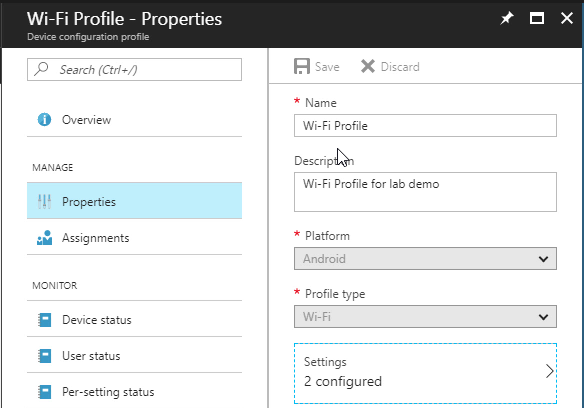 Wi-Fi Profile - Properties
Device configuration profile
Search (Ctrl+/)
Overview
MANAGE
Properties
Assignments
MONITOR
Device status
User status
Per-setting status
Save
Discard
* Name
Wi-Fi Profile
Description
Wi-Fi Profile for lab demo
* Platform
Android
* Profile type
Wi-Fi
Settings
2 configured